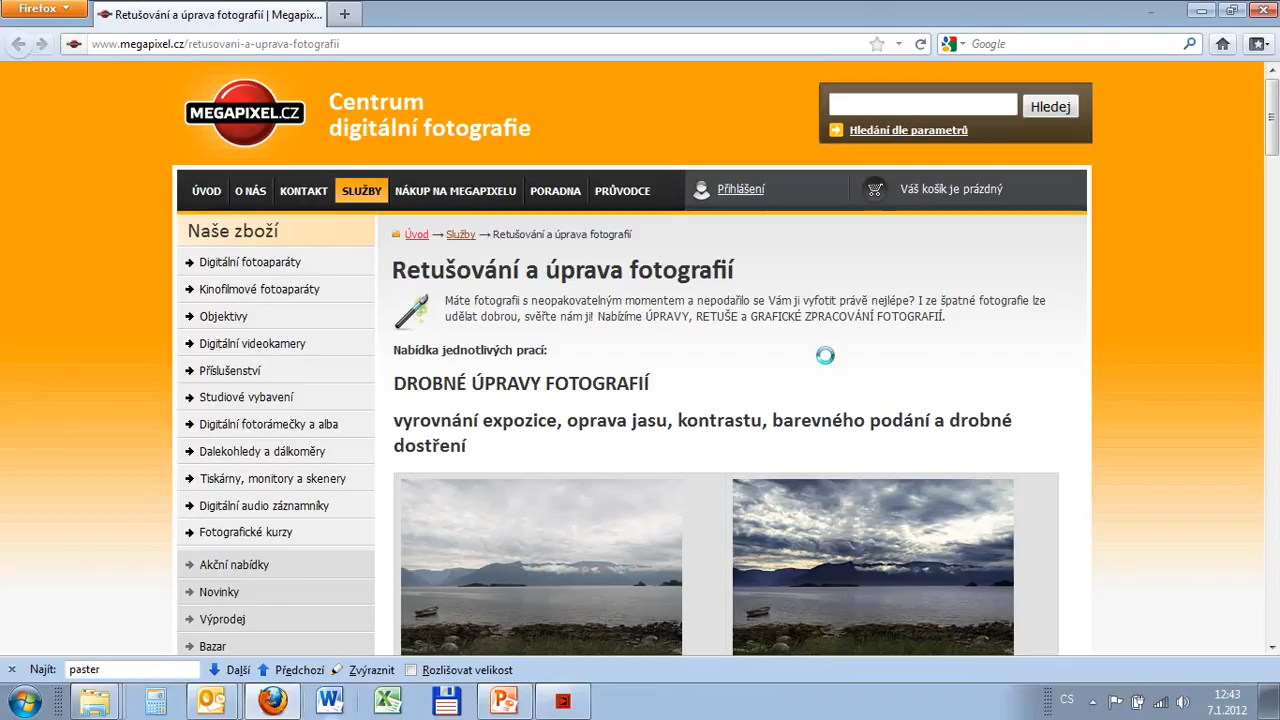 Firefox
Retušování a úprava fotografií | Megapix...
www.megapixel.cz/retusovani-a-uprava-fotografii
Google
MEGAPIXEL.CZ
Centrum
digitální fotografie
Hledej
Hledání dle parametrů
ÚVOD
O NÁS
KONTAKT
SLUŽBY
NÁKUP NA MEGAPIXELU
PORADNA
PRŮVODCE
Přihlášení
Váš košík je prázdný
Naše zboží
Digitální fotoaparáty
Kinofilmové fotoaparáty
Objektivy
Digitální videokamery
Příslušenství
Studiové vybavení
Digitální fotorámečky a alba
Dalekohledy a dálkoměry
Tiskárny, monitory a skenery
Digitální audio záznamníky
Fotografické kurzy
Akční nabídky
Novinky
Výprodej
Bazar
Úvod → Služby → Retušování a úprava fotografií
Retušování a úprava fotografií
Máte fotografii s neopakovatelným momentem a nepodařilo se Vám ji vyfotit právě nejlépe? I ze špatné fotografie lze
udělat dobrou, svěřte nám ji! Nabízíme ÚPRAVY, RETUŠE a GRAFICKÉ ZPRACOVÁNÍ FOTOGRAFIÍ.
Nabídka jednotlivých prací:
DROBNÉ ÚPRAVY FOTOGRAFIÍ
vyrovnání expozice, oprava jasu, kontrastu, barevného podání a drobné
dostření
Najít: paster Další Předchozí Zvýraznit Rozlišovat velikost
CS
12:43
7.1.2012